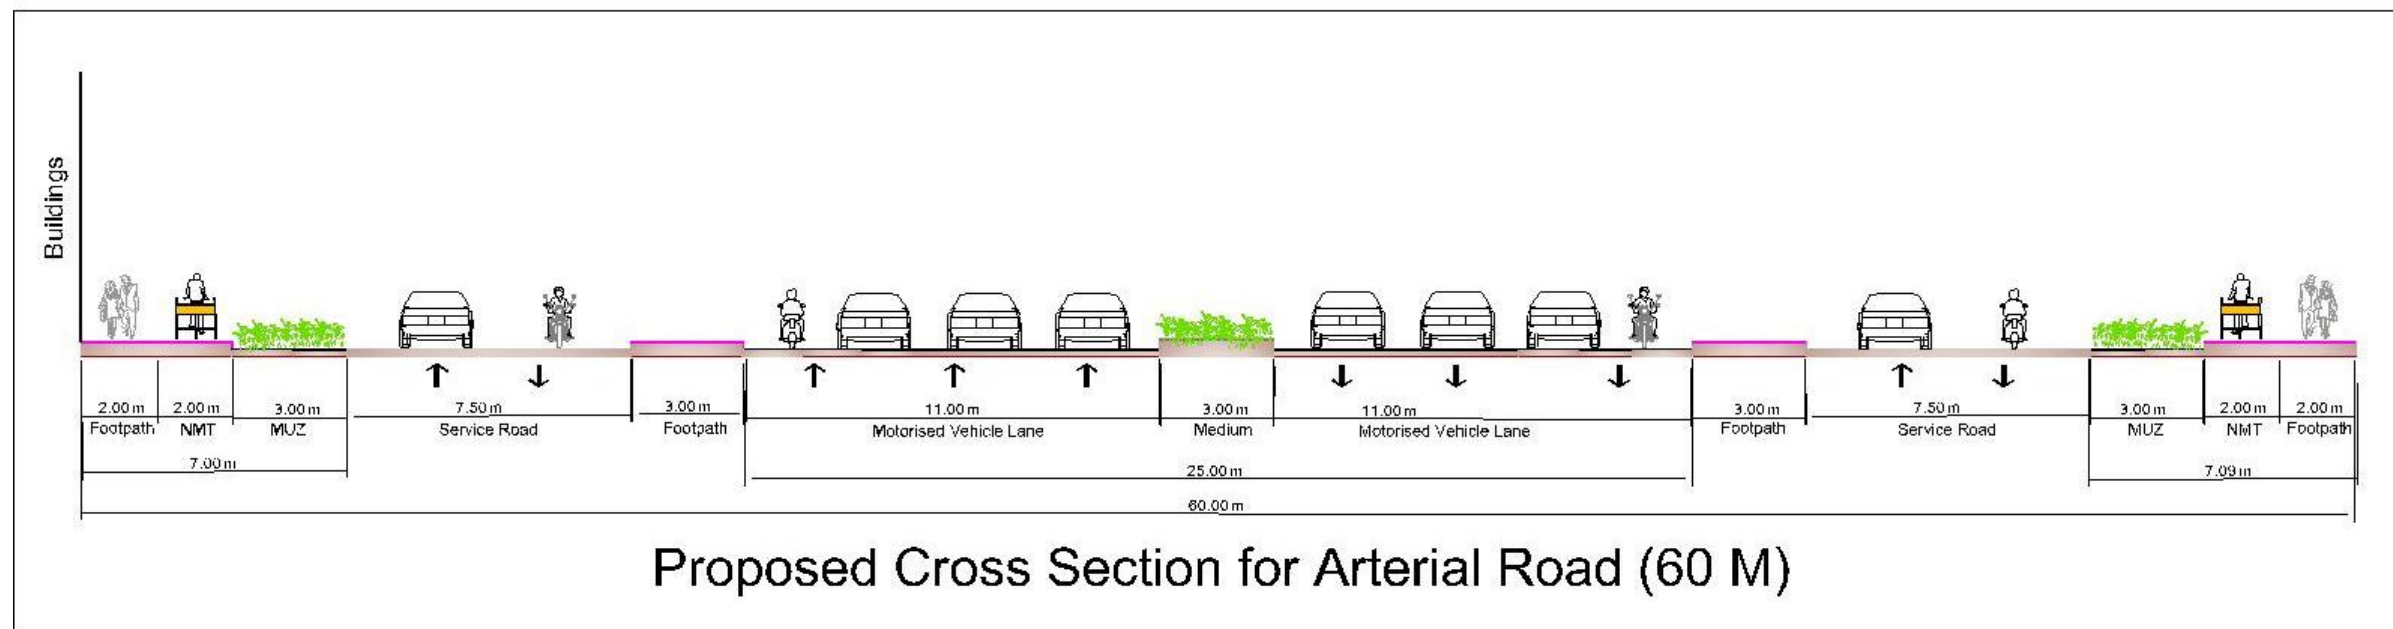 Buildings
2.00 m 2.00 m 3.00 m 7.50 m 3.00 m 11.00 m 3.00 m 11.00 m 3.00 m 7.50 m 3.00 m 2.00 m 2.00 m
Footpath NMT MUZ Service Road Footpath Motorised Vehicle Lane Medium Motorised Vehicle Lane Footpath Service Road MUZ NMT Footpath
7.00 m 25.00 m 7.09 m
60.00 m
Proposed Cross Section for Arterial Road (60 M)